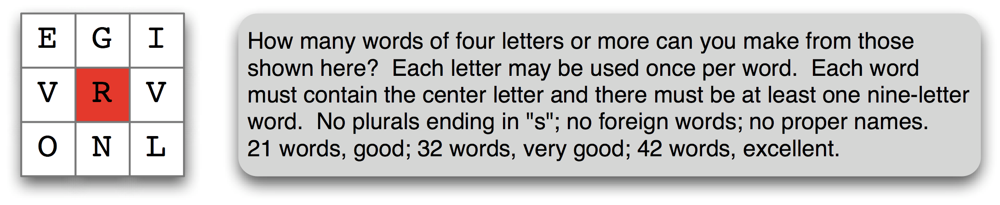 E G I
V R V
O N L
How many words of four letters or more can you make from those
shown here?  Each letter may be used once per word.  Each word
must contain the center letter and there must be at least one nine-letter
word.  No plurals ending in "s"; no foreign words; no proper names.
21 words, good; 32 words, very good; 42 words, excellent.